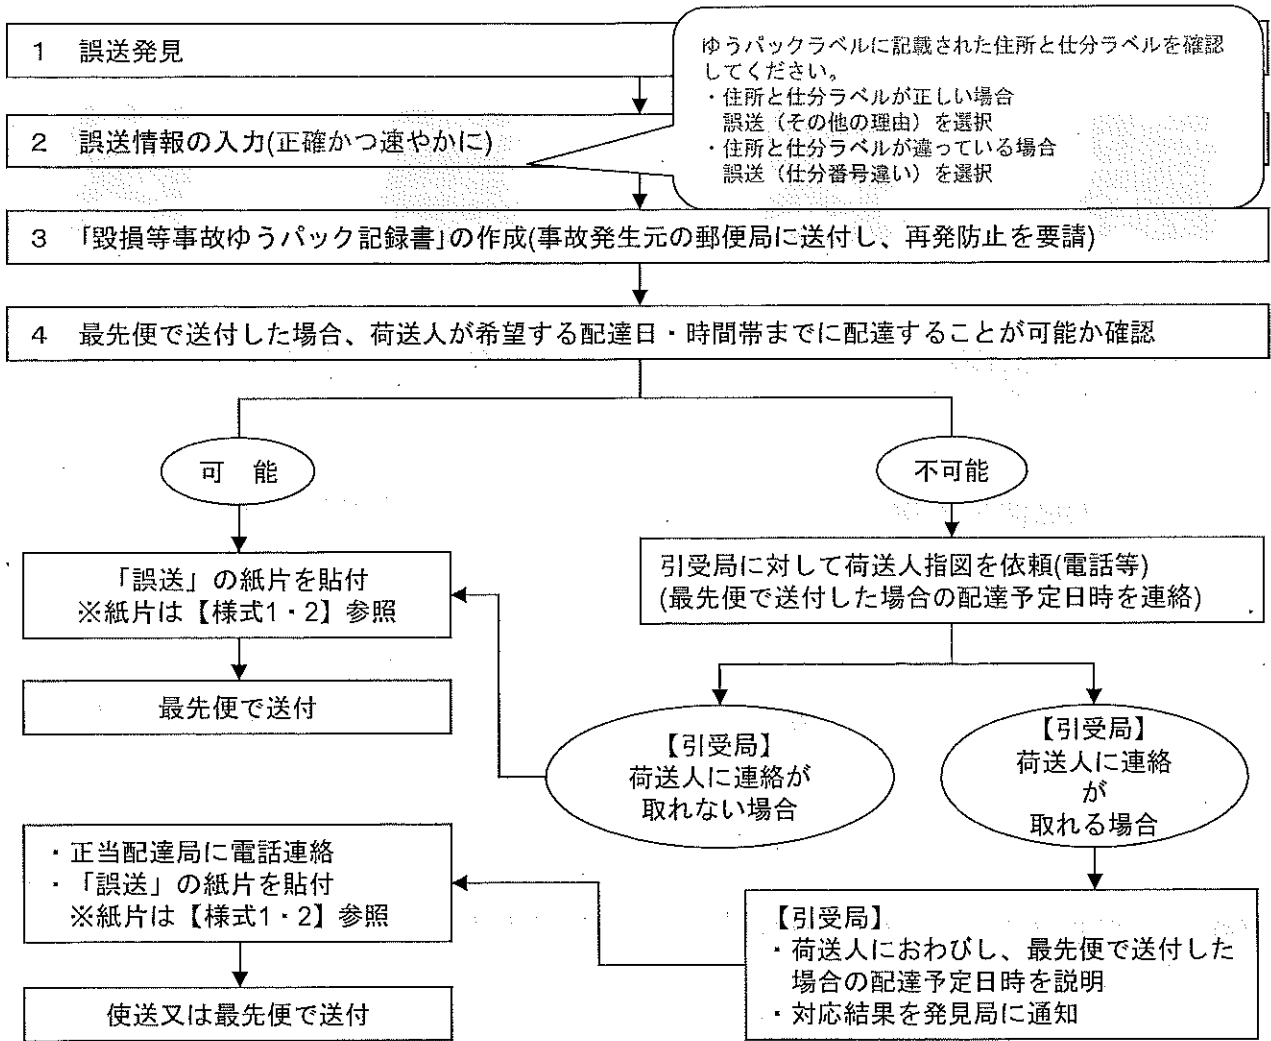 1 誤送発見
ゆうパックラベルに記載された住所と仕分ラベルを確認
してください。
・住所と仕分ラベルが正しい場合
誤送（その他の理由）を選択
・住所と仕分ラベルが違っている場合
誤送（仕分番号違い）を選択
2 誤送情報の入力(正確かつ速やかに)
3 「毀損等事故ゆうパック記録書」の作成(事故発生元の郵便局に送付し、再発防止を要請)
4 最先便で送付した場合、荷送人が希望する配達日・時間帯までに配達することが可能か確認
可 能
不可能
「誤送」の紙片を貼付
※紙片は【様式1・2】参照
最先便で送付
引受局に対して荷送人指図を依頼(電話等)
(最先便で送付した場合の配達予定日時を連絡)
【引受局】
荷送人に連絡が
取れない場合
【引受局】
荷送人に連絡
が
取れる場合
・正当配達局に電話連絡
・「誤送」の紙片を貼付
※紙片は【様式1・2】参照
使送又は最先便で送付
【引受局】
・荷送人におわびし、最先便で送付した
場合の配達予定日時を説明
・対応結果を発見局に通知